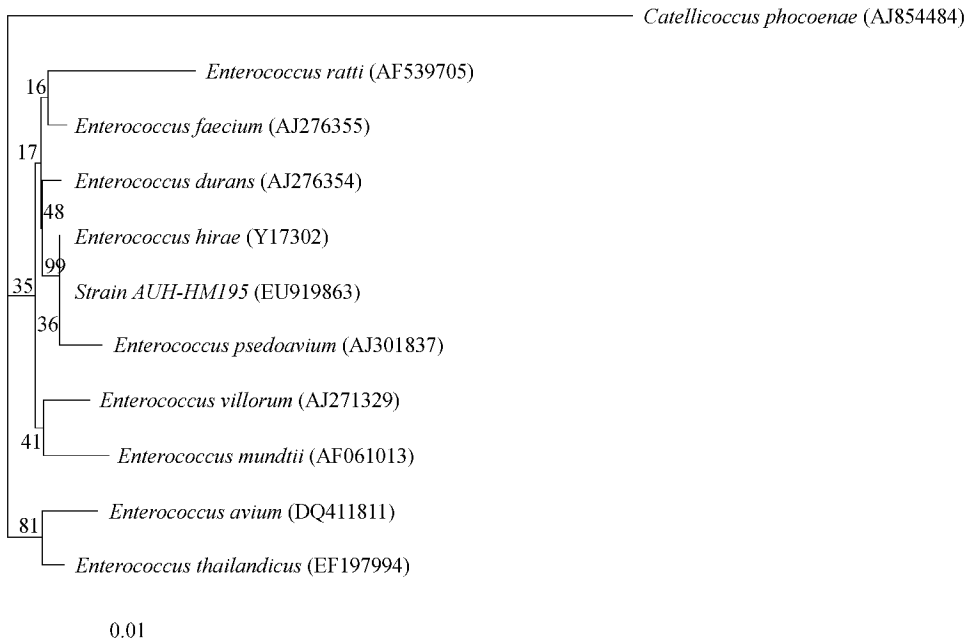 Catellicoccus phocoenae (AJ854484)
Enterococcus ratti (AF539705)
16
Enterococcus faecium (AJ276355)
17
Enterococcus durans (AJ276354)
48
Enterococcus hirae (Y17302)
99
35
Strain AUH-HM195 (EU919863)
36
Enterococcus psedoavium (AJ301837)
Enterococcus villorum (AJ271329)
41
Enterococcus mundtii (AF061013)
Enterococcus avium (DQ411811)
81
Enterococcus thailandicus (EF197994)
0.01